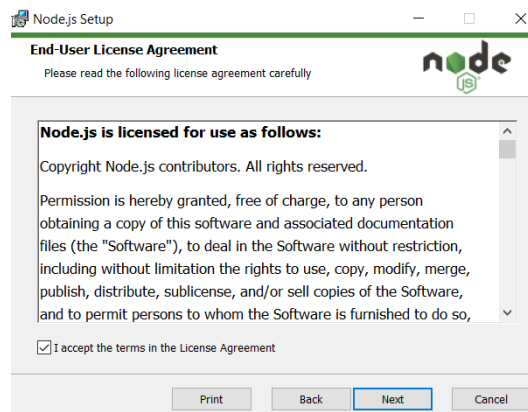 Node.js Setup
End-User License Agreement
Please read the following license agreement carefully
node
JS
Node.js is licensed for use as follows:
Copyright Node.js contributors. All rights reserved.
Permission is hereby granted, free of charge, to any person
obtaining a copy of this software and associated documentation
files (the "Software"), to deal in the Software without restriction,
including without limitation the rights to use, copy, modify, merge,
publish, distribute, sublicense, and/or sell copies of the Software,
and to permit persons to whom the Software is furnished to do so,
I accept the terms in the License Agreement
Print Back Next Cancel